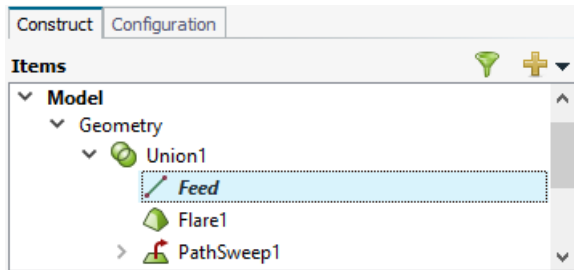 Construct Configuration
Items
Model
Geometry
Union1
Feed
Flare1
PathSweep1